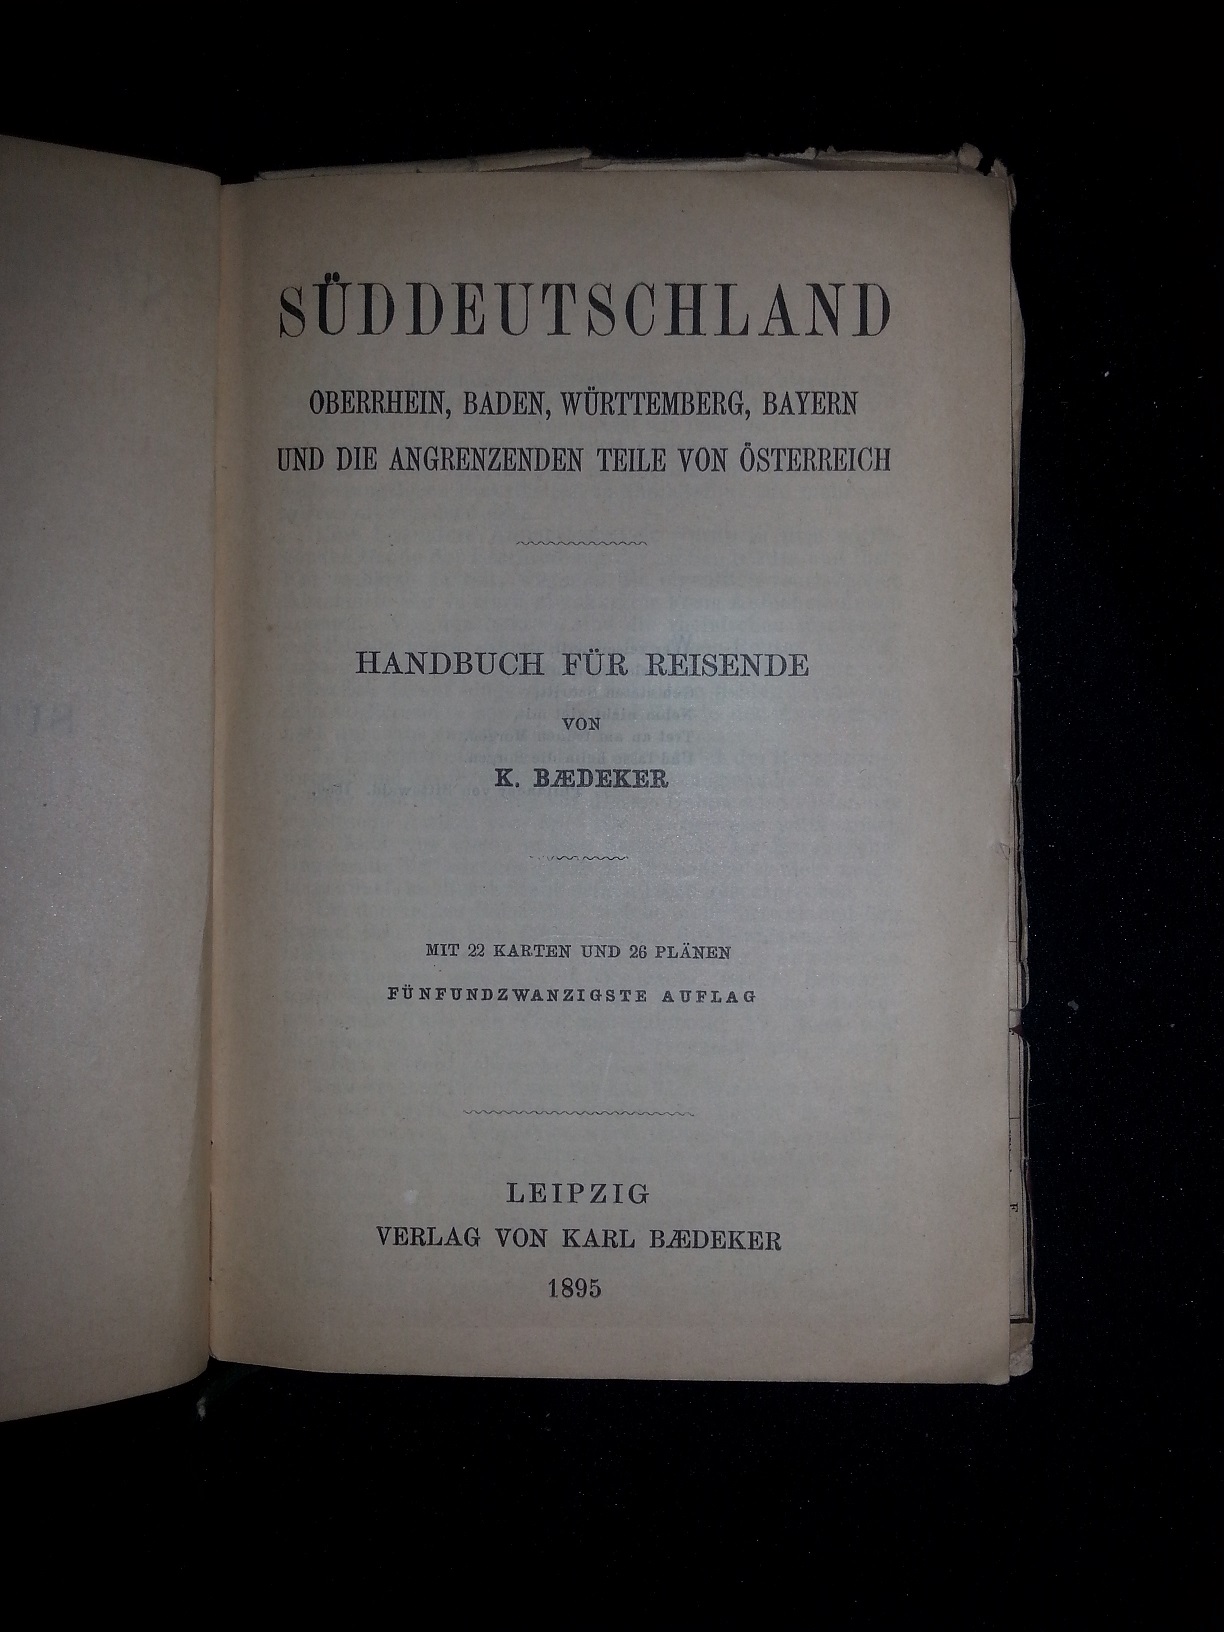 SÜDDEUTSCHLAND
OBERRHEIN, BADEN, WÜRTTEMBERG, BAYERN
UND DIE ANGRENZENDEN TEILE VON ÖSTERREICH
HANDBUCH FÜR REISENDE
VON
K. BÆDEKER
MIT 22 KARTEN UND 26 PLÄNEN
FÜNFUNDZWANZIGSTE AUFLAG
LEIPZIG
VERLAG VON KARL BÆDEKER
1895